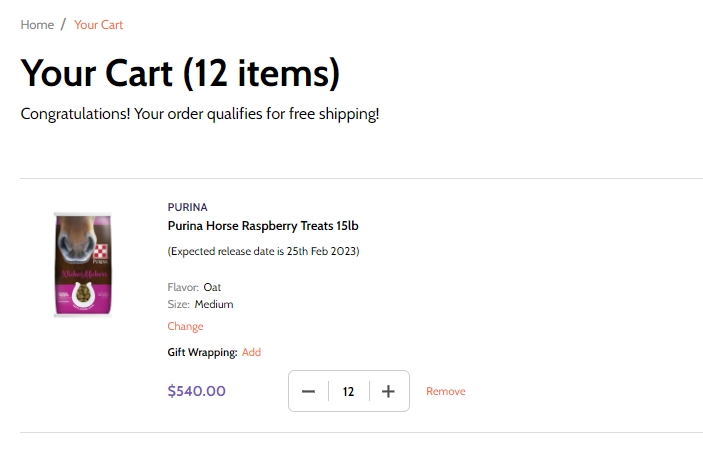 Home / Your Cart
Your Cart (12 items)
Congratulations! Your order qualifies for free shipping!
PURINA
Purina Horse Raspberry Treats 15lb
(Expected release date is 25th Feb 2023)
PURINA
Flavor: Oat
Size: Medium
Change
Gift Wrapping: Add
$540.00 − 12 + Remove